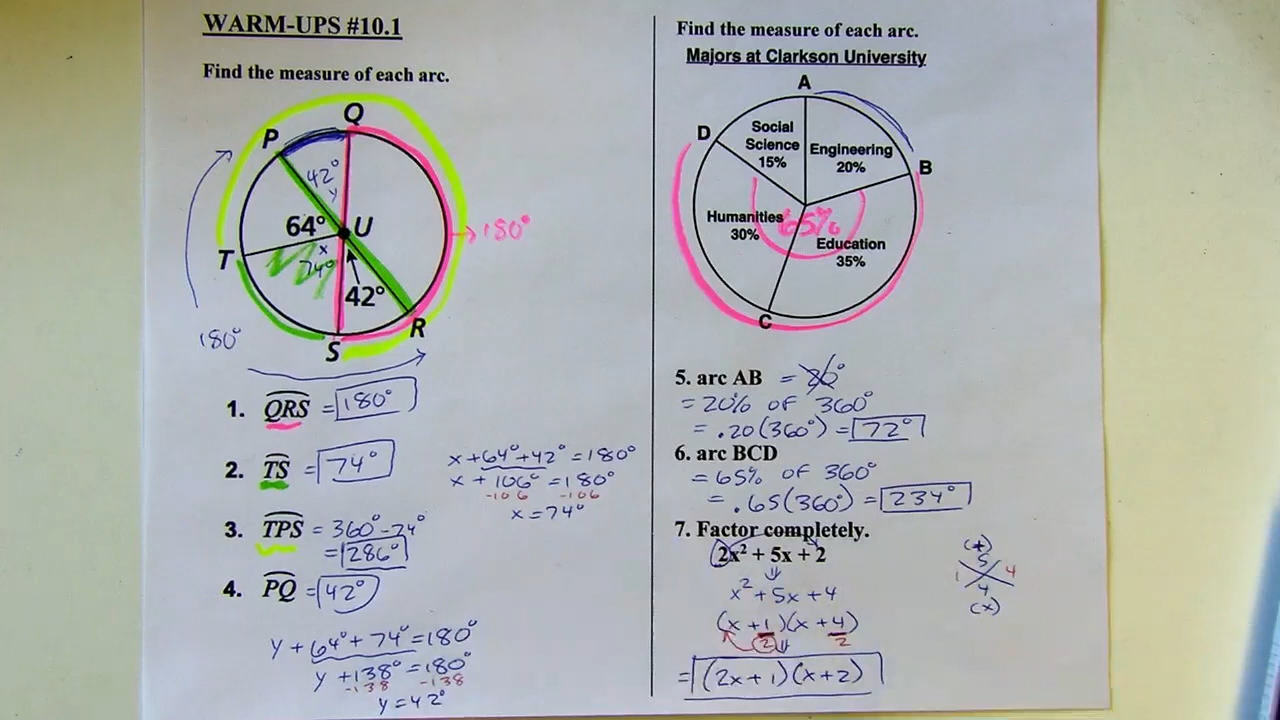 WARM-UPS #10.1
Find the measure of each arc.
Q
P
42°
y
64°
U
→180°
T
x
74°
42°
R
S
180°
1. QRS = 180°
2. TS = 74°
x+64°+42°=180°
x + 106° = 180°
-106 -106
x = 74°
3. TPS = 360° - 74°
= 286°
4. PQ = 42°
y + 64° + 74° = 180°
y + 138° = 180°
-138 -138
y = 42°
Find the measure of each arc.
Majors at Clarkson University
A
D
Social
Science
15%
Engineering
20%
B
Humanities
30%
65%
Education
35%
C
5. arc AB = 20°
= 20% OF 360°
= .20(360°) = 72°
6. arc BCD
= 65% OF 360°
= .65(360°) = 234°
7. Factor completely.
2x² + 5x + 2
⇓
x² + 5x + 4
(x + 1/2)(x + 4/2)
⇓
= (2x + 1)(x + 2)
(+)
5
1 4
4
(x)